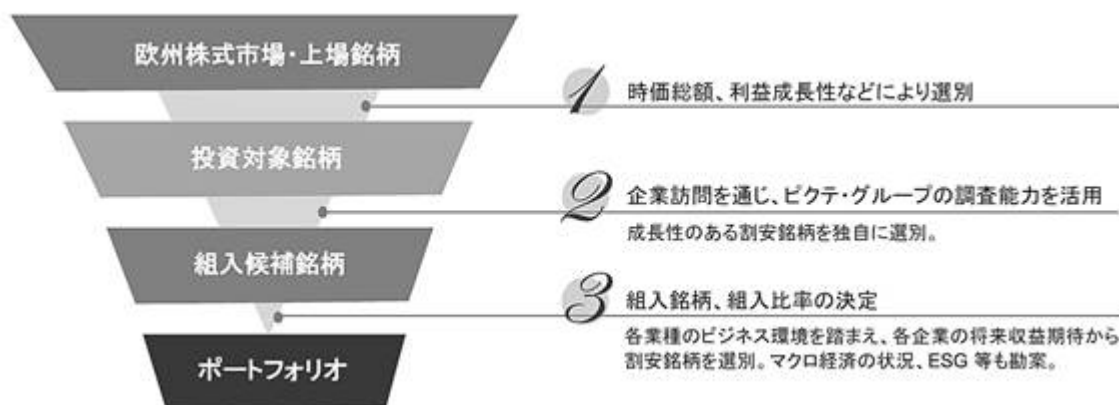 欧州株式市場・上場銘柄
1 時価総額、利益成長性などにより選別
投資対象銘柄
2 企業訪問を通じ、ピクテ・グループの調査能力を活用
成長性のある割安銘柄を独自に選別。
組入候補銘柄
3 組入銘柄、組入比率の決定
各業種のビジネス環境を踏まえ、各企業の将来収益期待から
割安銘柄を選別。マクロ経済の状況、ESG 等も勘案。
ポートフォリオ